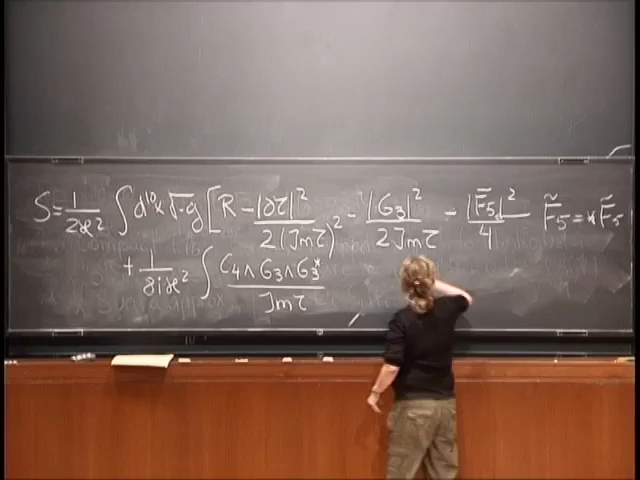 S = 1/2ϰ² ∫ d¹⁰x √-g [ R - |∂τ|²/2(Imτ)² - |G₃|²/2Imτ - |F̃₅|²/4 F̃₅ = *F̃₅
+ 1/8iϰ² ∫ C₄∧G₃∧G₃*/Imτ